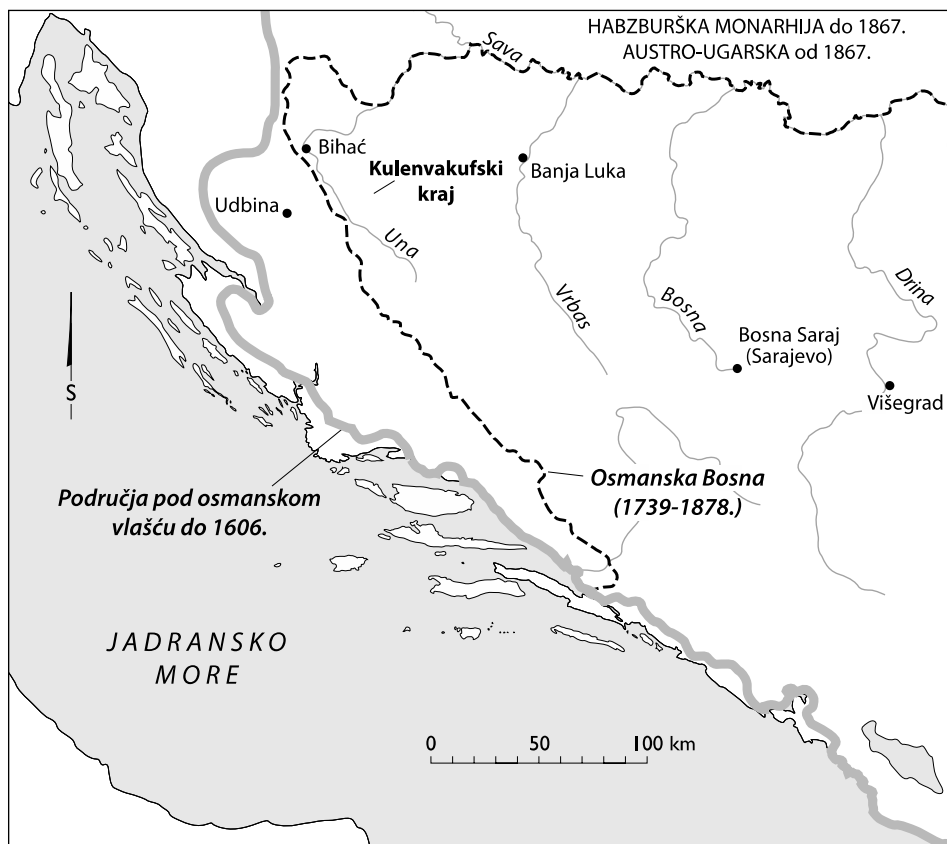 HABZBURŠKA MONARHIJA do 1867.
AUSTRO-UGARSKA od 1867.
Sava
Bihać
Kulenvakufski
kraj
Banja Luka
Udbina
Una
Vrbas
Bosna
Drina
Bosna Saraj
(Sarajevo)
Višegrad
S
Područja pod osmanskom
vlašću do 1606.
Osmanska Bosna
(1739-1878.)
JADRANSKO
MORE
0 50 100 km